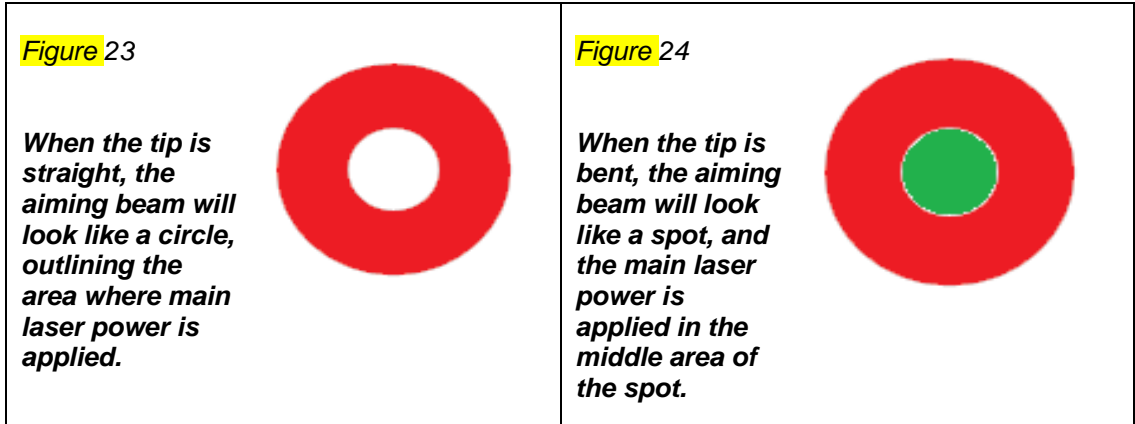 Figure 23
When the tip is
straight, the
aiming beam will
look like a circle,
outlining the
area where main
laser power is
applied.
Figure 24
When the tip is
bent, the aiming
beam will look
like a spot, and
the main laser
power is
applied in the
middle area of
the spot.